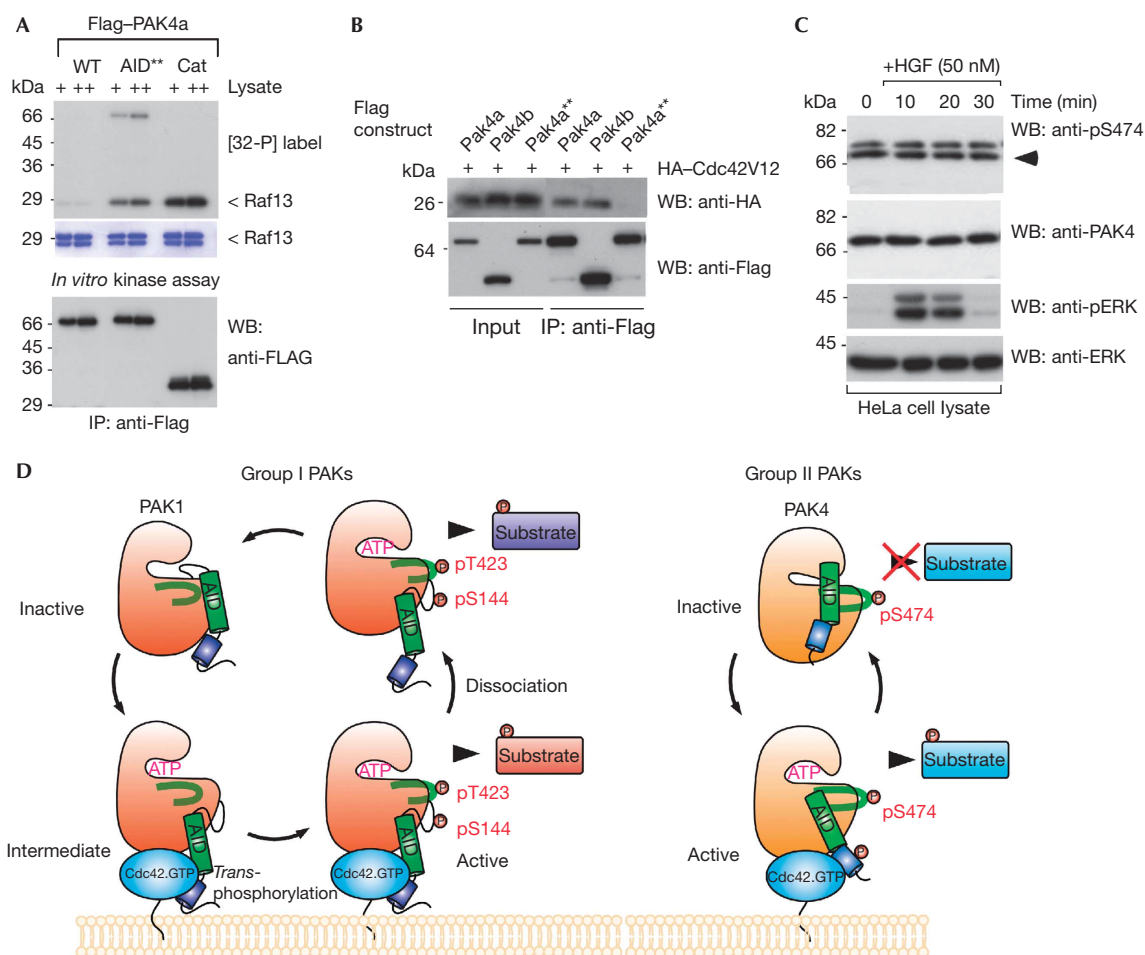 A
Flag–PAK4a
WT AID** Cat
kDa + ++ + ++ + ++ Lysate
66 -
45 -
36 -
29 -
[32-P] label
< Raf13
29 -
< Raf13
In vitro kinase assay
66 -
45 -
36 -
29 -
WB:
anti-FLAG
IP: anti-Flag
B
Flag
construct
Pak4a Pak4b Pak4a** Pak4a Pak4b Pak4a**
kDa + + + + + + HA–Cdc42V12
26 -
WB: anti-HA
64 -
WB: anti-Flag
Input IP: anti-Flag
C
+HGF (50 nM)
kDa 0 10 20 30 Time (min)
82 -
66 -
WB: anti-pS474
82 -
66 -
WB: anti-PAK4
45 -
WB: anti-pERK
45 -
WB: anti-ERK
HeLa cell lysate
D
Group I PAKs
PAK1
Inactive
AID
ATP
pT423
P
pS144
P
AID
P
Substrate
Dissociation
Intermediate
ATP
AID
Cdc42.GTP
Trans-
phosphorylation
ATP
pT423
P
pS144
P
AID
Active
Cdc42.GTP
P
Substrate
Group II PAKs
PAK4
Inactive
AID
P
pS474
Substrate
Active
ATP
AID
P
pS474
P
Cdc42.GTP
P
Substrate